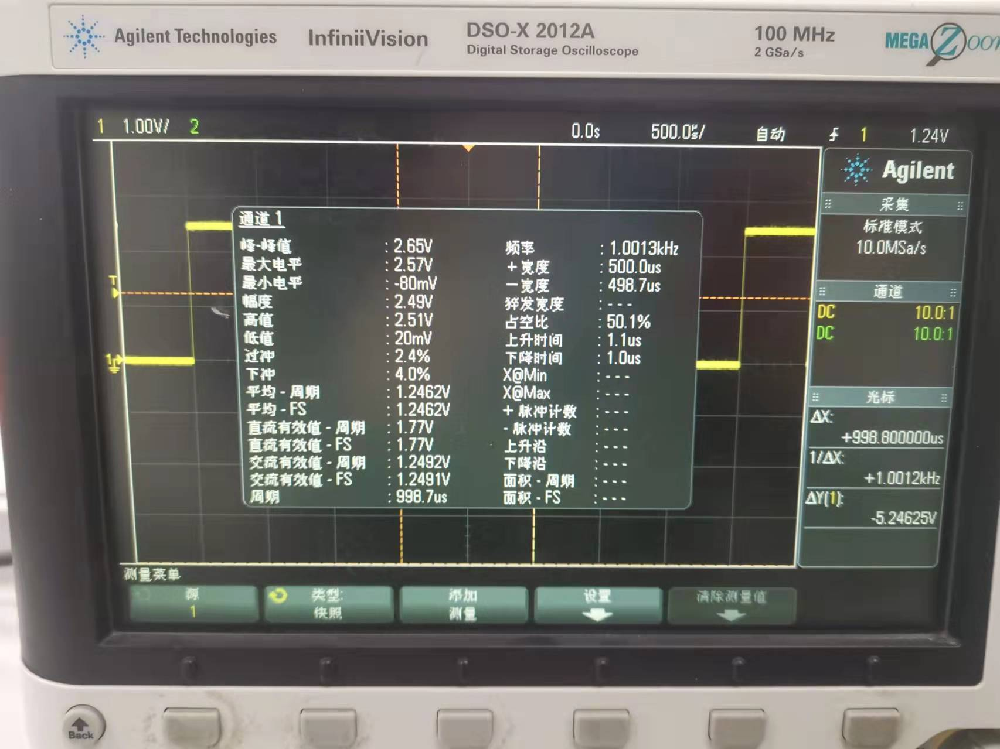 Agilent Technologies InfiniiVision DSO-X 2012A 100 MHz MEGA Zoom
Digital Storage Oscilloscope 2 GSa/s
1 1.00V/ 2 0.0s 500.0us/ 自动 1 1.24V
Agilent
采集
标准模式
10.0MSa/s
通道
DC 10.0:1
DC 10.0:1
光标
ΔX:
+998.800000us
1/ΔX:
+1.0012kHz
ΔY(1):
-5.24625V
T
1
通道 1
峰-峰值 : 2.65V 频率 : 1.0013kHz
最大电平 : 2.57V + 宽度 : 500.0us
最小电平 : -80mV - 宽度 : 498.7us
幅度 : 2.49V 猝发宽度 : ---
高值 : 2.51V 占空比 : 50.1%
低值 : 20mV 上升时间 : 1.1us
过冲 : 2.4% 下降时间 : 1.0us
下冲 : 4.0% X@Min : ---
平均 - 周期 : 1.2462V X@Max : ---
平均 - FS : 1.2462V + 脉冲计数 : ---
直流有效值 - 周期 : 1.77V - 脉冲计数 : ---
直流有效值 - FS : 1.77V 上升沿 : ---
交流有效值 - 周期 : 1.2492V 下降沿 : ---
交流有效值 - FS : 1.2491V 面积 - 周期 : ---
周期 : 998.7us 面积 - FS : ---
测量菜单
源 类型: 添加 设置 清除测量值
1 快照 测量
Back